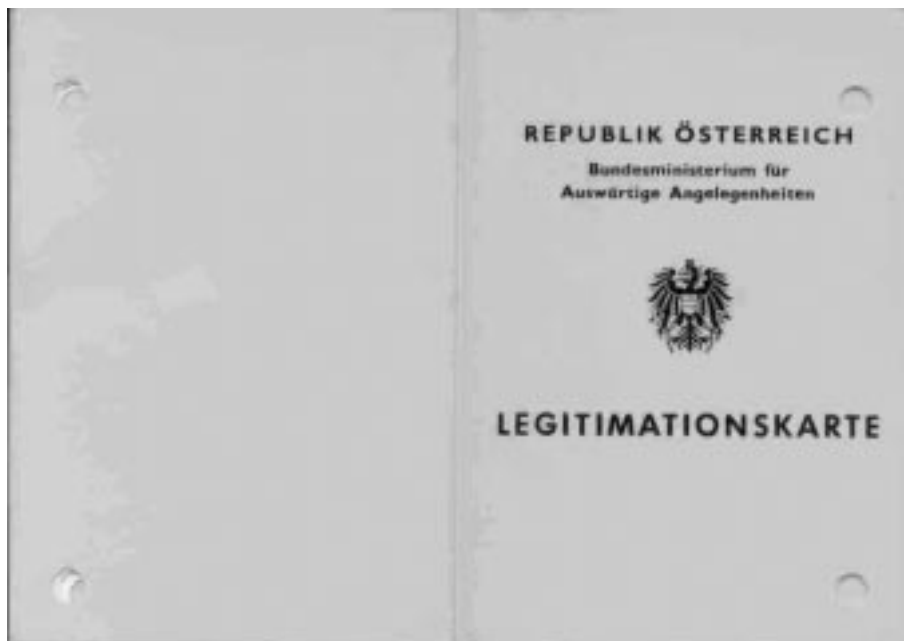 REPUBLIK ÖSTERREICH
Bundesministerium für
Auswärtige Angelegenheiten
LEGITIMATIONSKARTE